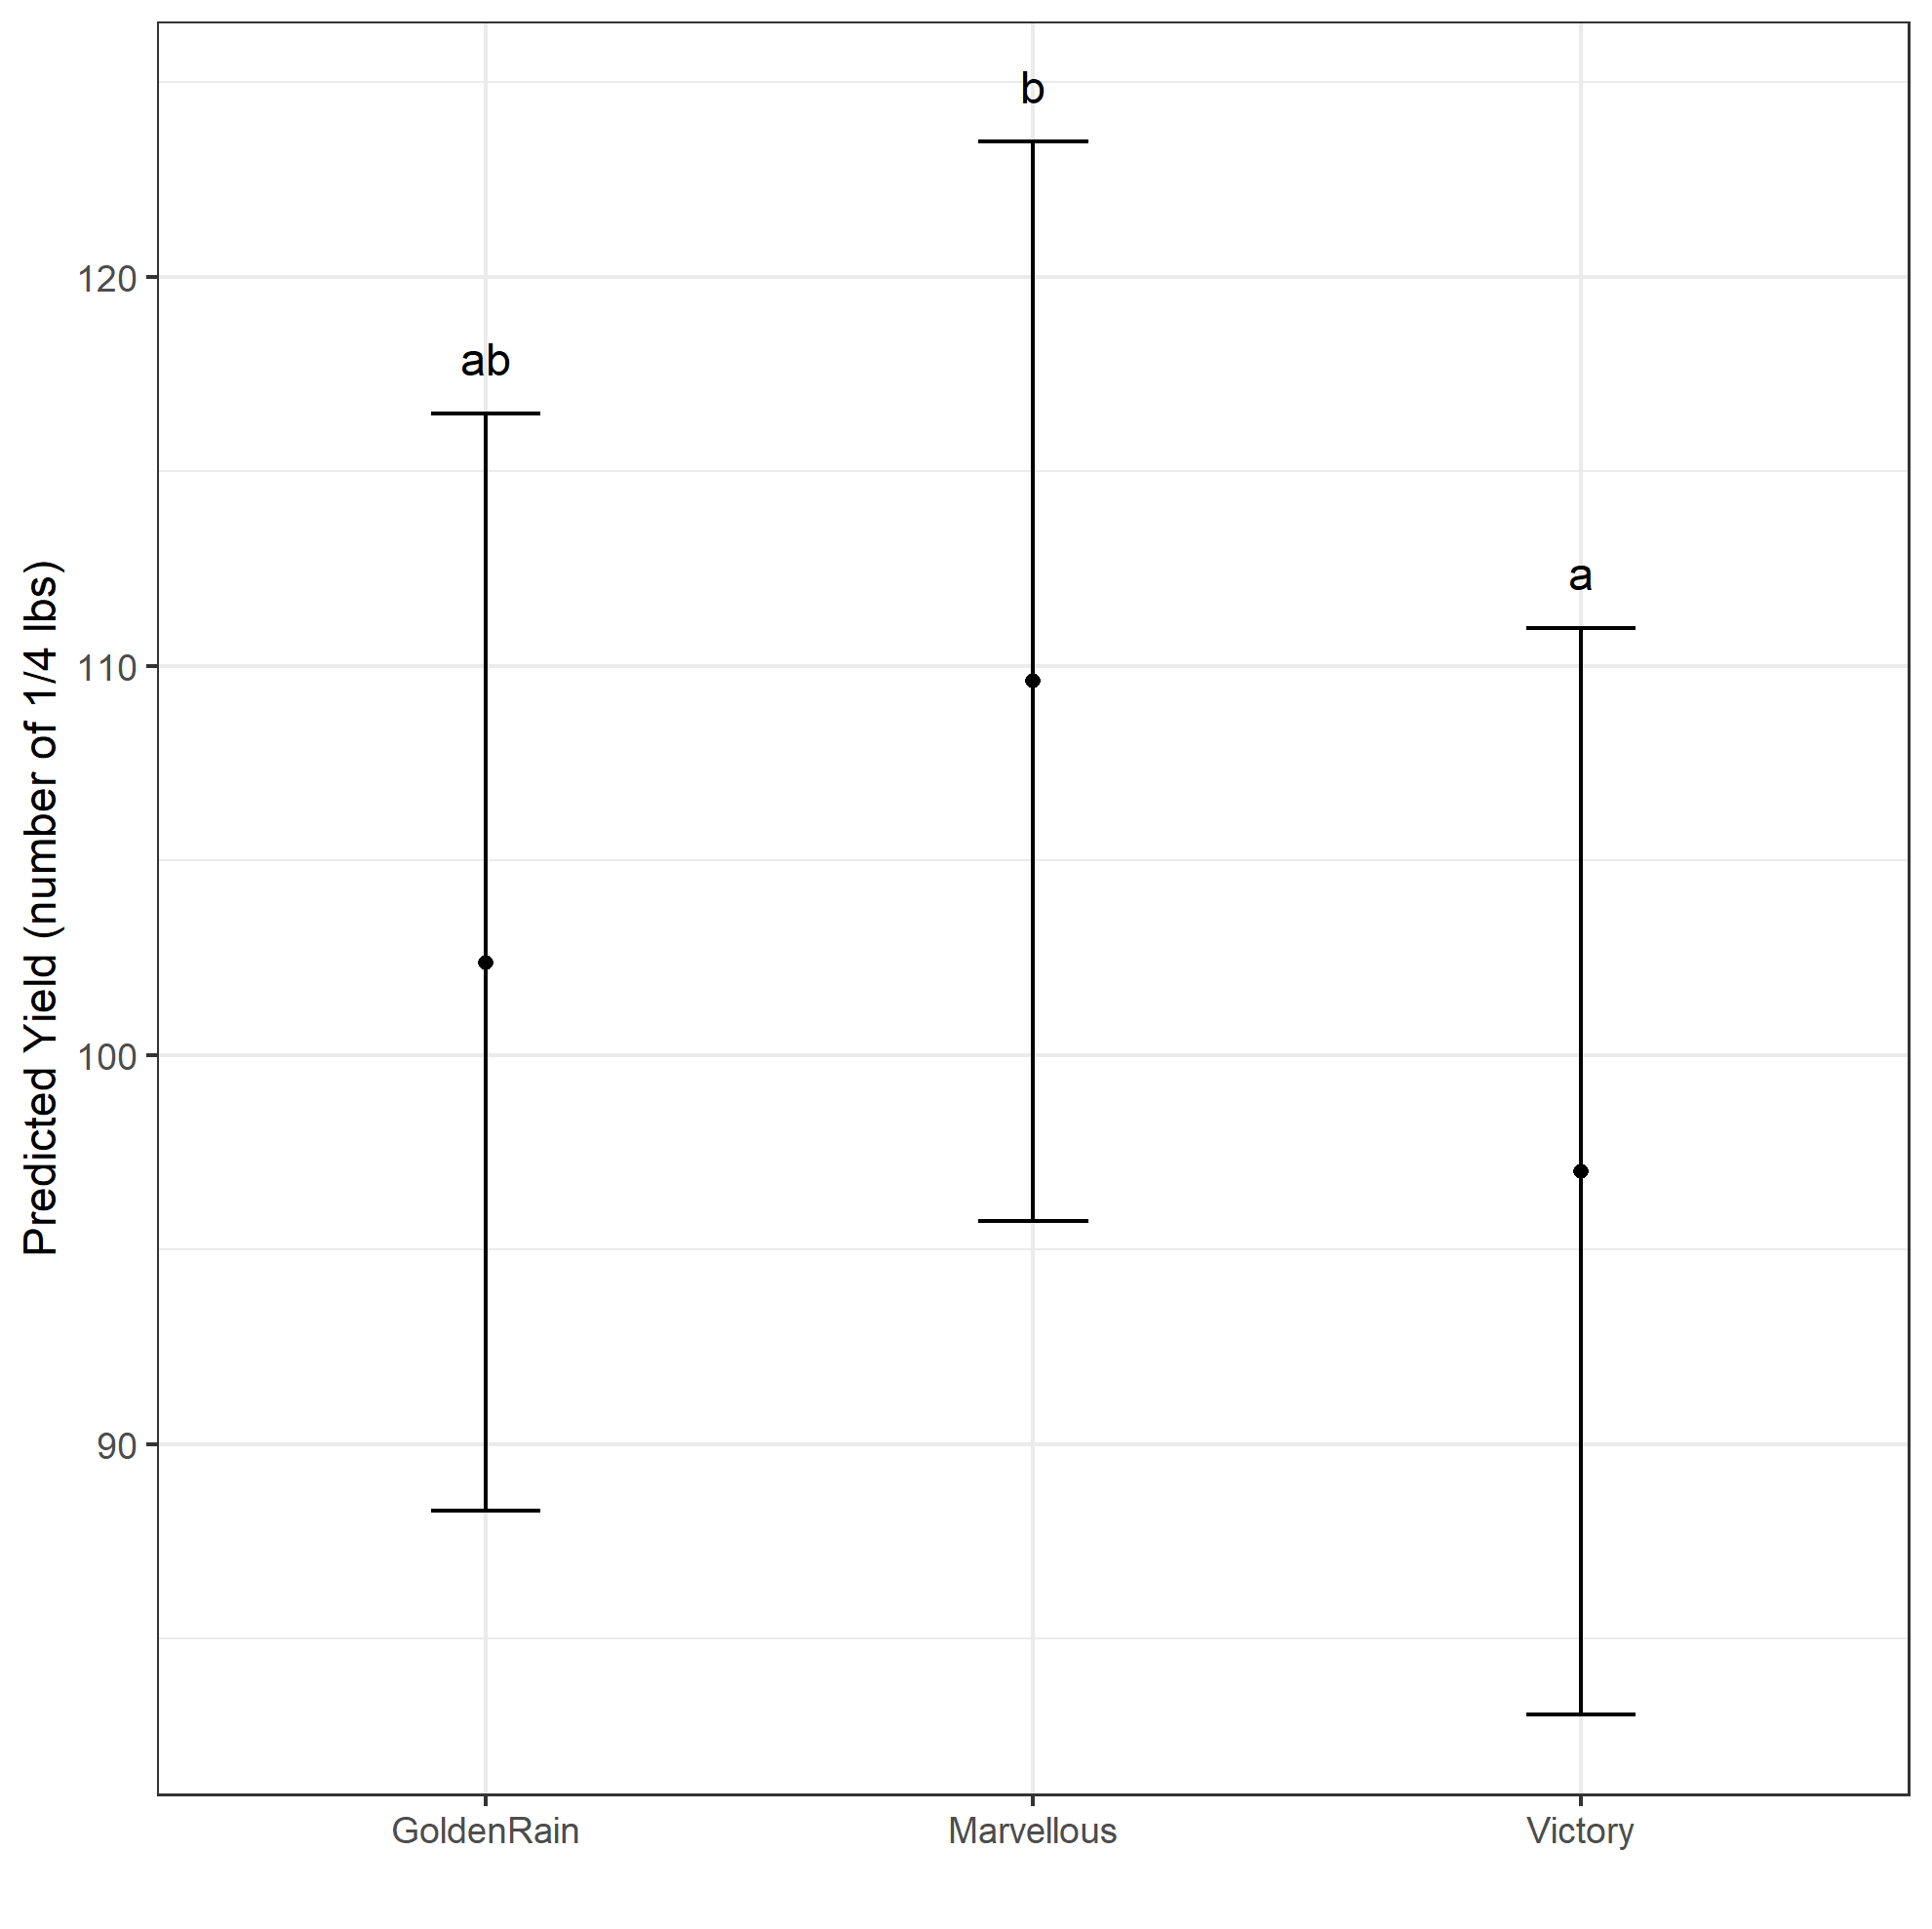 Predicted Yield (number of 1/4 lbs)
120
110
100
90
ab
b
a
GoldenRain
Marvellous
Victory